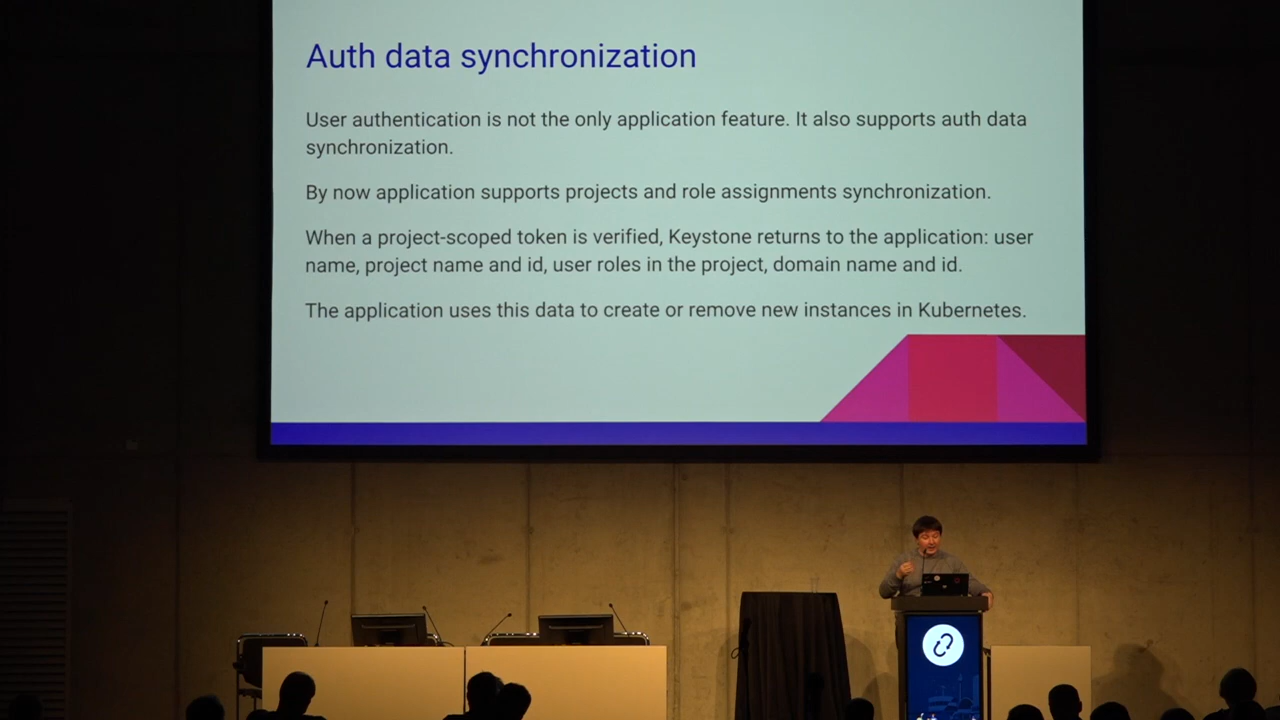 Auth data synchronization
User authentication is not the only application feature. It also supports auth data
synchronization.
By now application supports projects and role assignments synchronization.
When a project-scoped token is verified, Keystone returns to the application: user
name, project name and id, user roles in the project, domain name and id.
The application uses this data to create or remove new instances in Kubernetes.